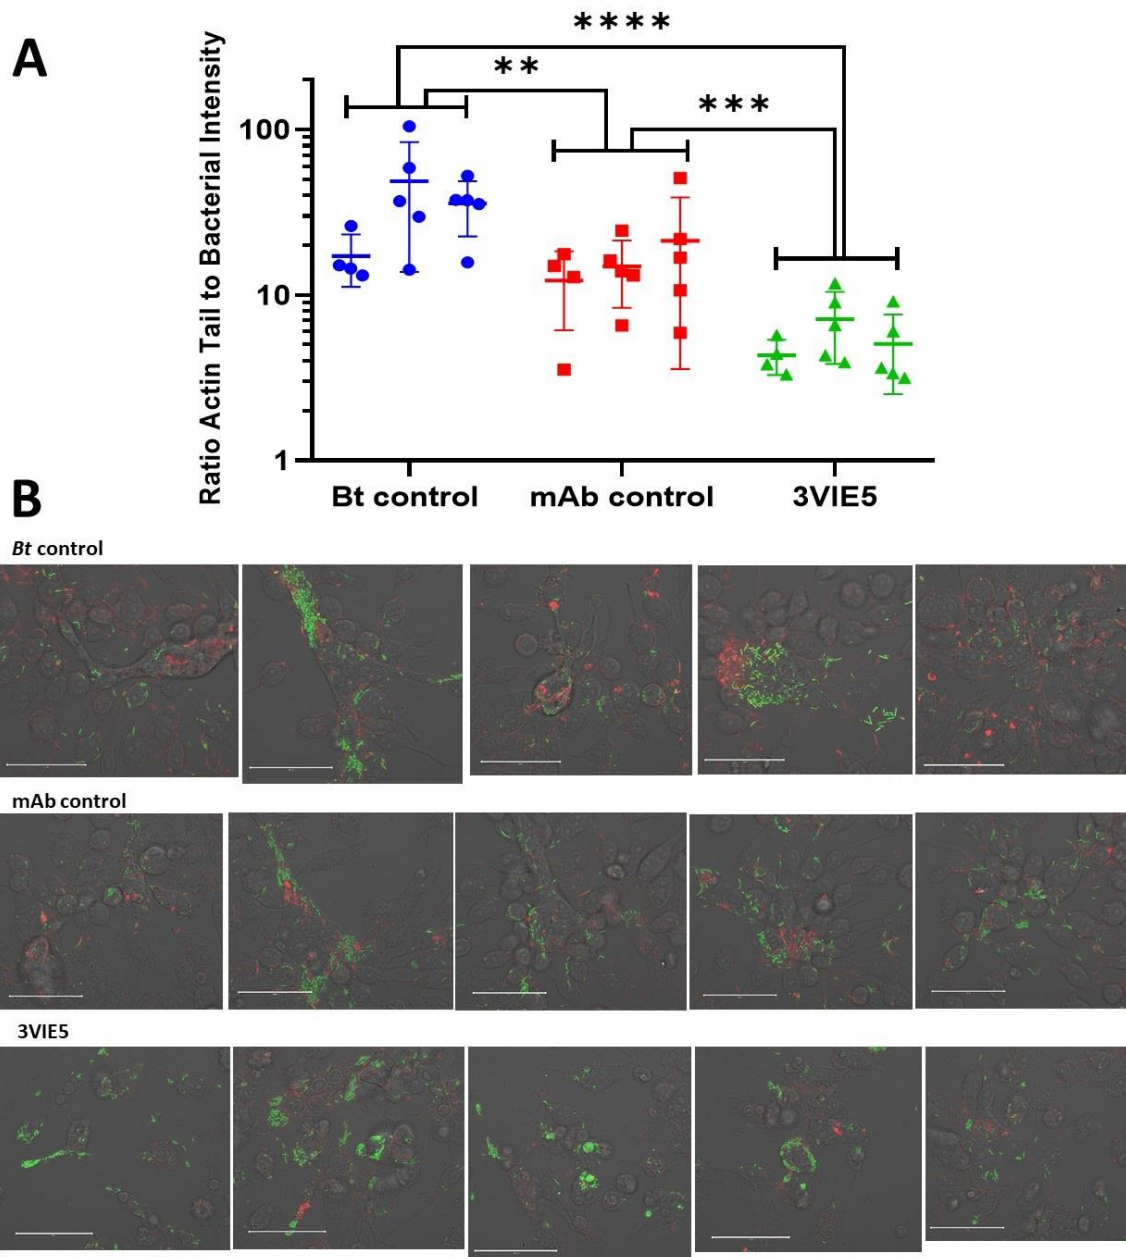 A
****
**
***
Ratio Actin Tail to Bacterial Intensity
100
10
1
Bt control
mAb control
3VIE5
B
Bt control
mAb control
3VIE5